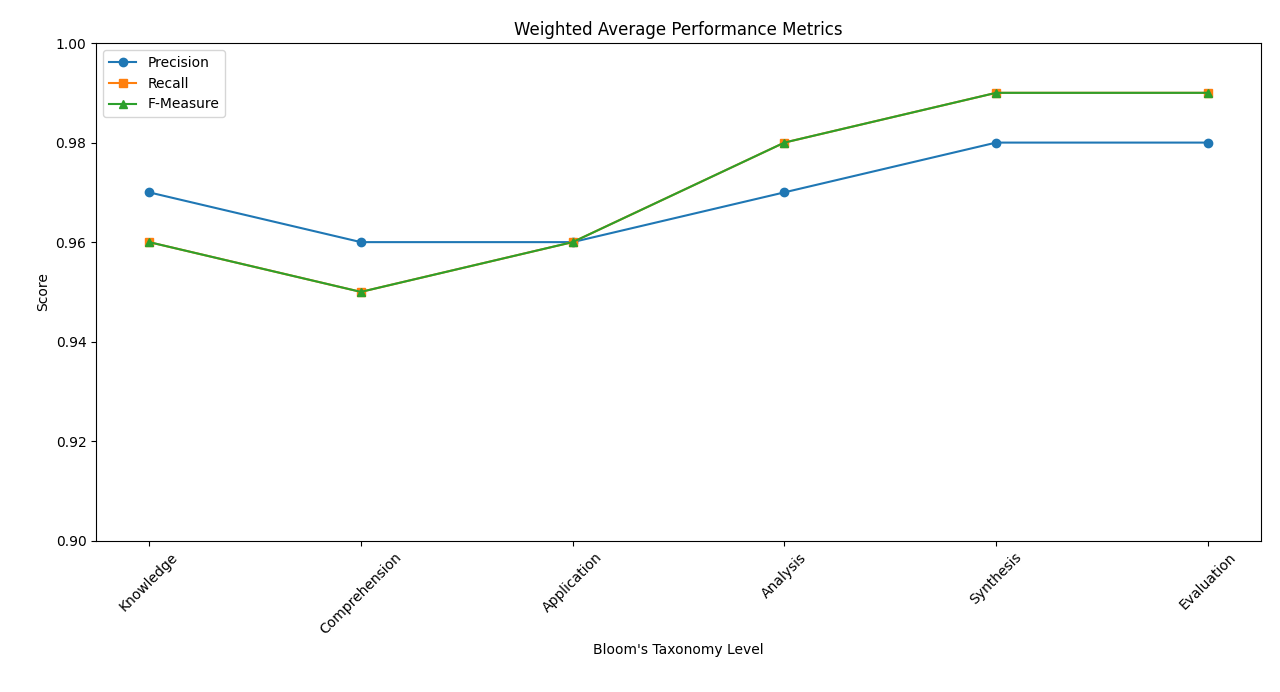 Weighted Average Performance Metrics
Precision
Recall
F-Measure
1.00
0.98
0.96
0.94
0.92
0.90
Score
Knowledge
Comprehension
Application
Analysis
Synthesis
Evaluation
Bloom's Taxonomy Level